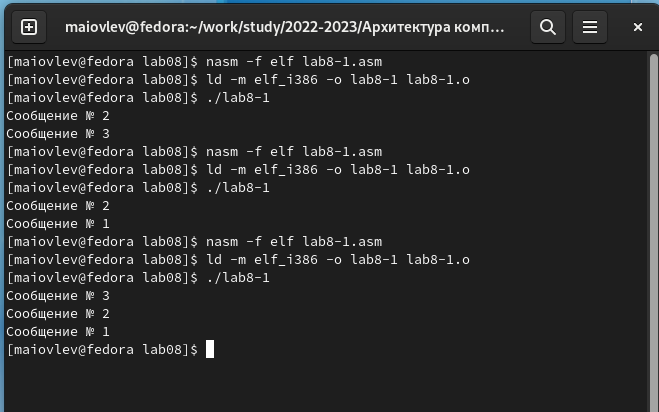 maiovlev@fedora:~/work/study/2022-2023/Архитектура комп...
[maiovlev@fedora lab08]$ nasm -f elf lab8-1.asm
[maiovlev@fedora lab08]$ ld -m elf_i386 -o lab8-1 lab8-1.o
[maiovlev@fedora lab08]$ ./lab8-1
Сообщение № 2
Сообщение № 3
[maiovlev@fedora lab08]$ nasm -f elf lab8-1.asm
[maiovlev@fedora lab08]$ ld -m elf_i386 -o lab8-1 lab8-1.o
[maiovlev@fedora lab08]$ ./lab8-1
Сообщение № 2
Сообщение № 1
[maiovlev@fedora lab08]$ nasm -f elf lab8-1.asm
[maiovlev@fedora lab08]$ ld -m elf_i386 -o lab8-1 lab8-1.o
[maiovlev@fedora lab08]$ ./lab8-1
Сообщение № 3
Сообщение № 2
Сообщение № 1
[maiovlev@fedora lab08]$